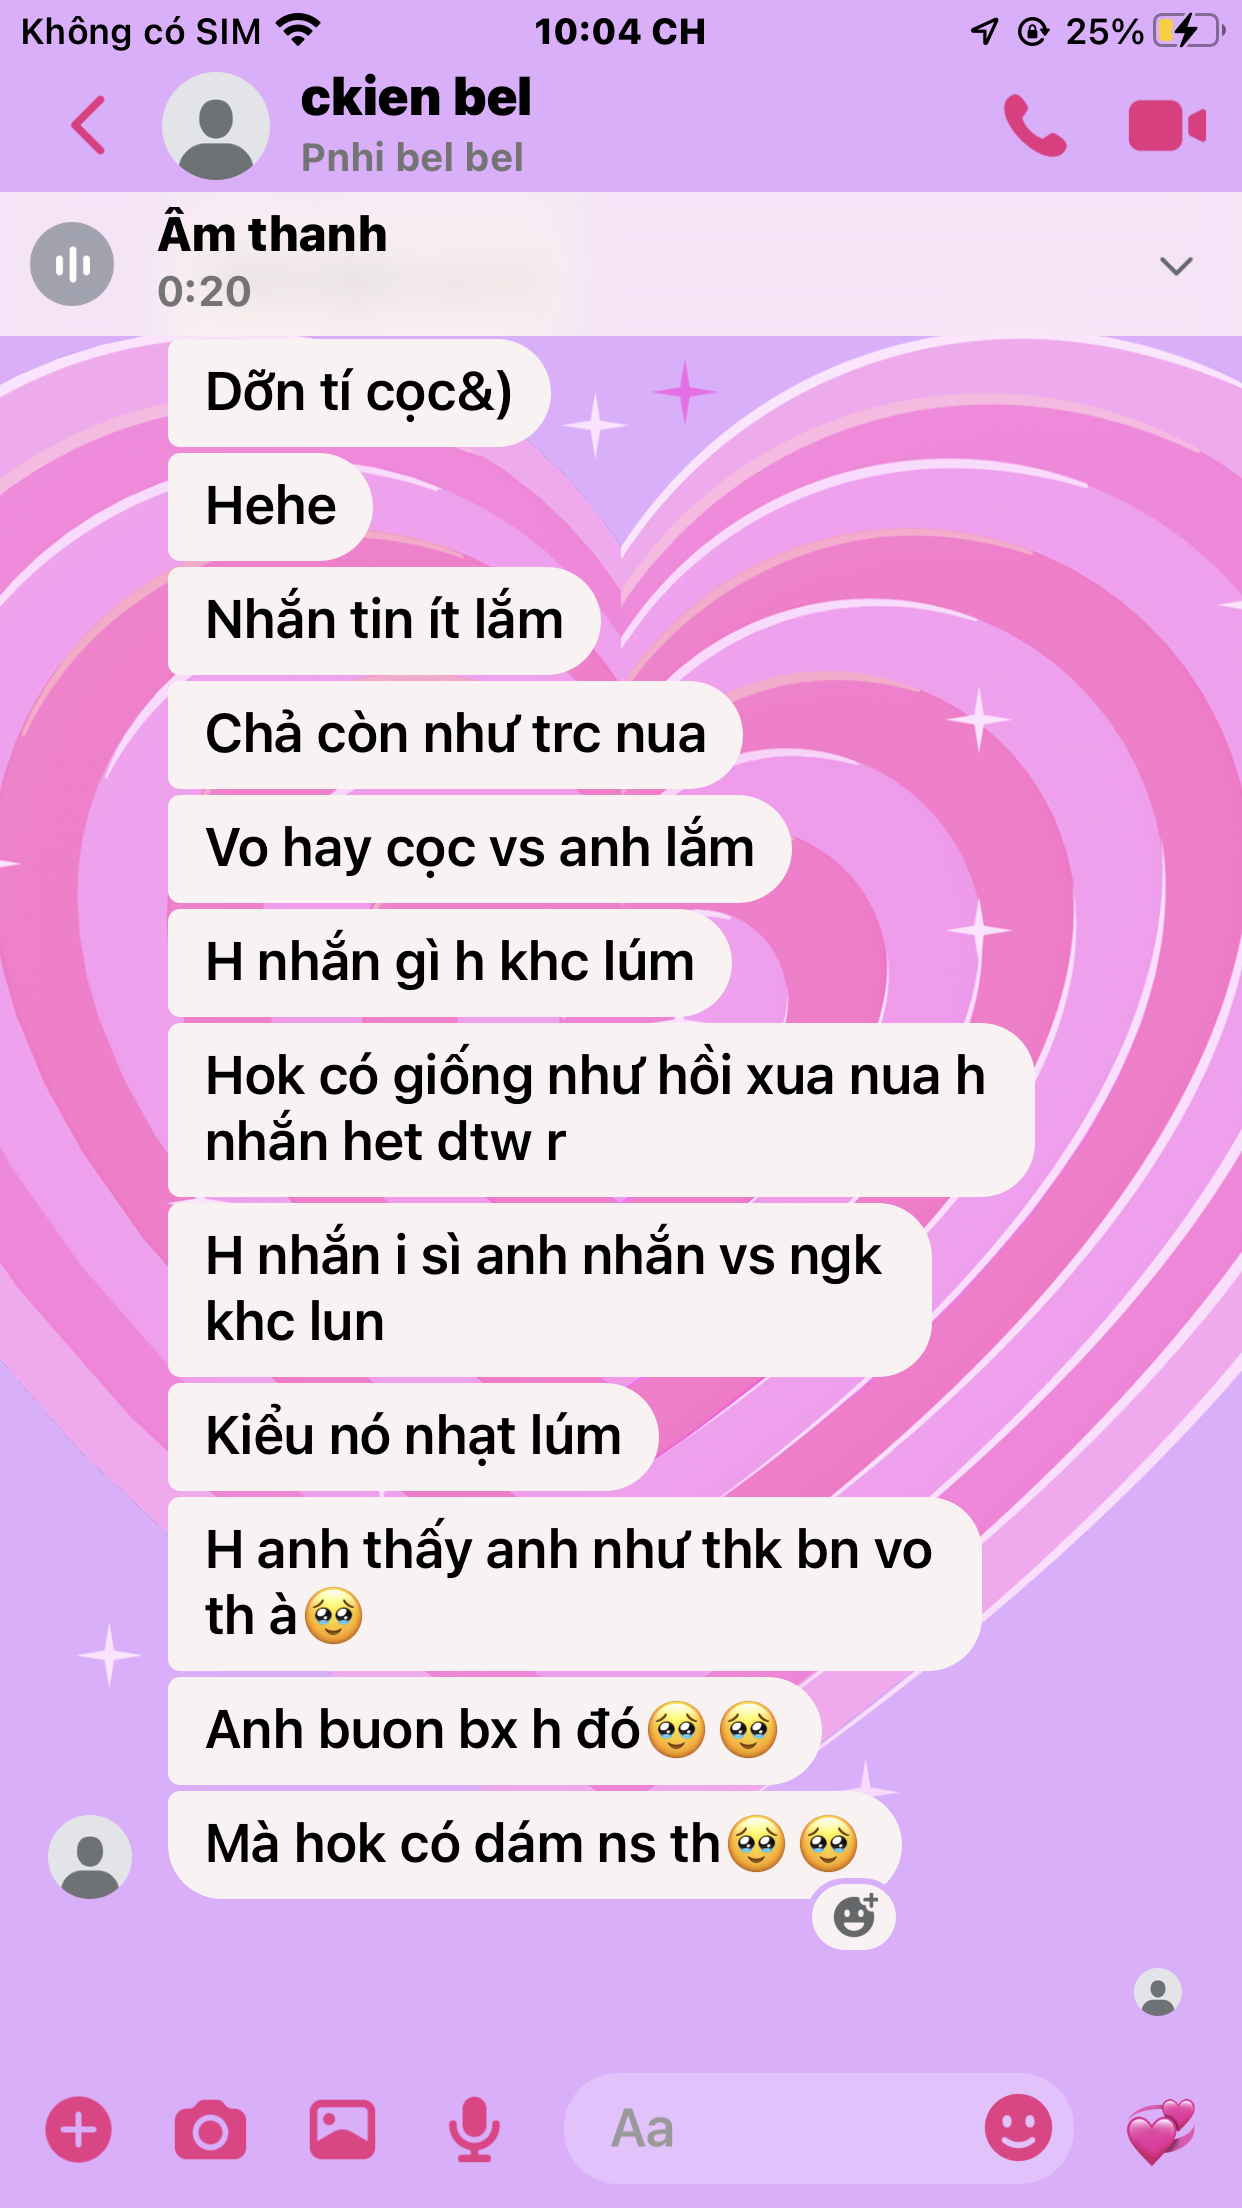 Không có SIM 10:04 CH 25%
ckien bel
Pnhi bel bel
Âm thanh
0:20
Dỡn tí cọc&)
Hehe
Nhắn tin ít lắm
Chả còn như trc nua
Vo hay cọc vs anh lắm
H nhắn gì h khc lúm
Hok có giống như hồi xua nua h
nhắn het dtw r
H nhắn i sì anh nhắn vs ngk
khc lun
Kiểu nó nhạt lúm
H anh thấy anh như thk bn vo
th à🥹
Anh buon bx h đó🥹🥹
Mà hok có dám ns th🥹🥹
Aa